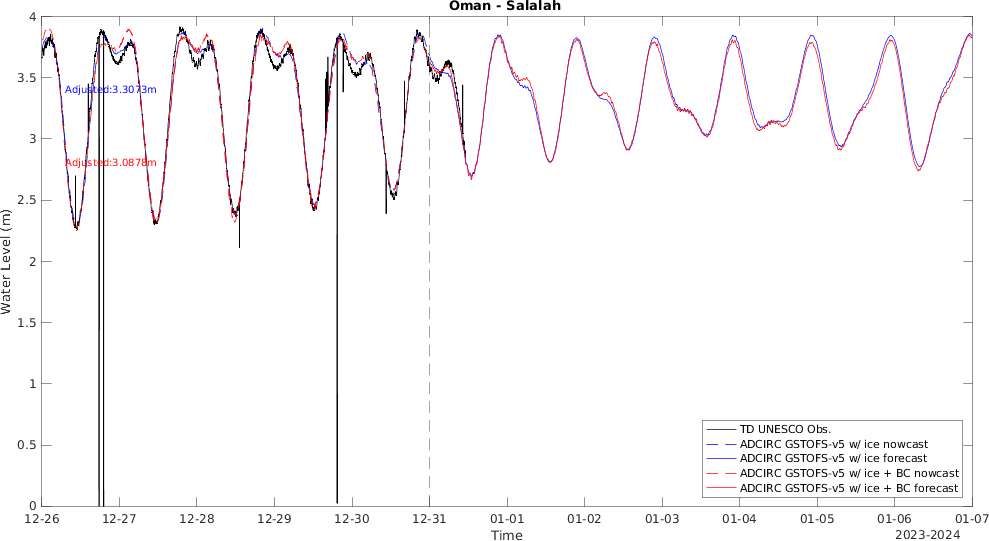 Oman - Salalah
4
3.5
3
2.5
2
1.5
1
0.5
0
Water Level (m)
Adjusted:3.3073m
Adjusted:3.0878m
TD UNESCO Obs.
ADCIRC GSTOFS-v5 w/ ice nowcast
ADCIRC GSTOFS-v5 w/ ice forecast
ADCIRC GSTOFS-v5 w/ ice + BC nowcast
ADCIRC GSTOFS-v5 w/ ice + BC forecast
12-26 12-27 12-28 12-29 12-30 12-31 01-01 01-02 01-03 01-04 01-05 01-06 01-07
Time
2023-2024